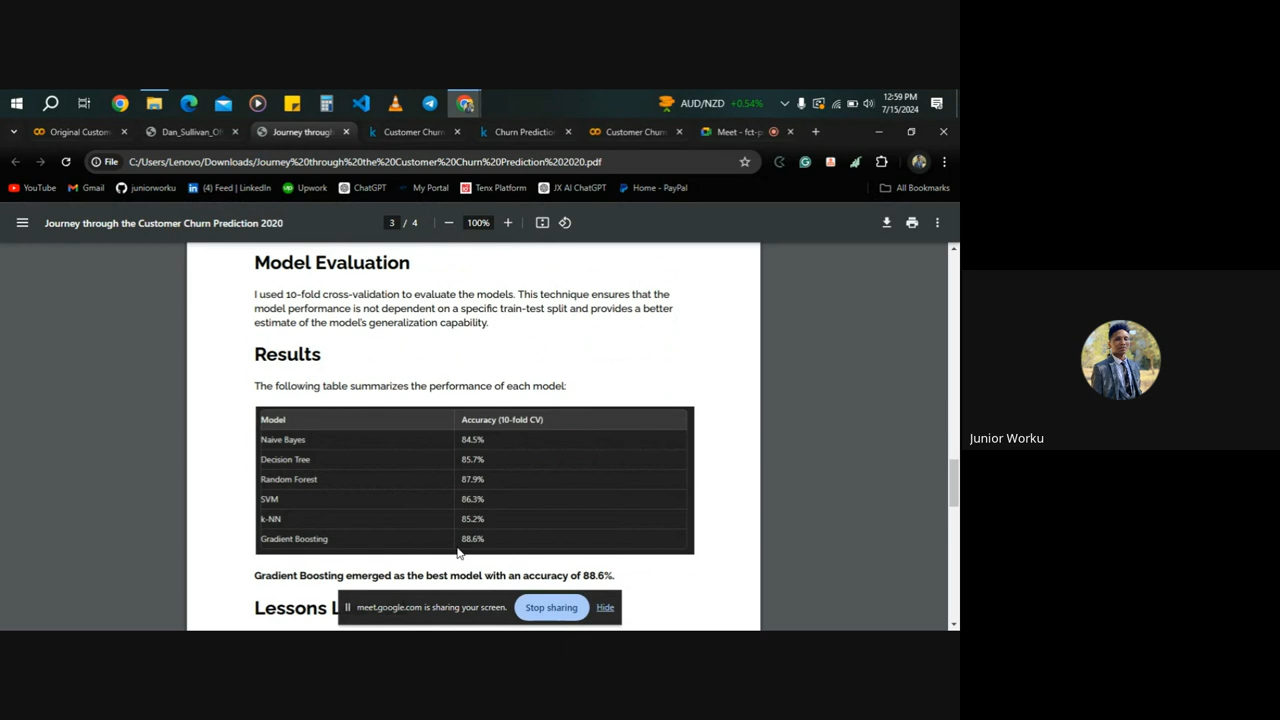 AUD/NZD +0.54%
12:59 PM
7/15/2024
Original Custom
Dan_Sullivan_O
Journey through
Customer Churn
Churn Predictio
Customer Churn
Meet - fct-p
File C:/Users/Lenovo/Downloads/Journey%20through%20the%20Customer%20Churn%20Prediction%202020.pdf
YouTube Gmail juniorworku (4) Feed | LinkedIn Upwork ChatGPT My Portal Tenx Platform JX AI ChatGPT Home - PayPal All Bookmarks
Journey through the Customer Churn Prediction 2020 3 / 4 100%
Model Evaluation
I used 10-fold cross-validation to evaluate the models. This technique ensures that the
model performance is not dependent on a specific train-test split and provides a better
estimate of the model's generalization capability.
Results
The following table summarizes the performance of each model:
Model Accuracy (10-fold CV)
Naive Bayes 84.5%
Decision Tree 85.7%
Random Forest 87.9%
SVM 86.3%
k-NN 85.2%
Gradient Boosting 88.6%
Gradient Boosting emerged as the best model with an accuracy of 88.6%.
Lessons L
meet.google.com is sharing your screen. Stop sharing Hide
Junior Worku